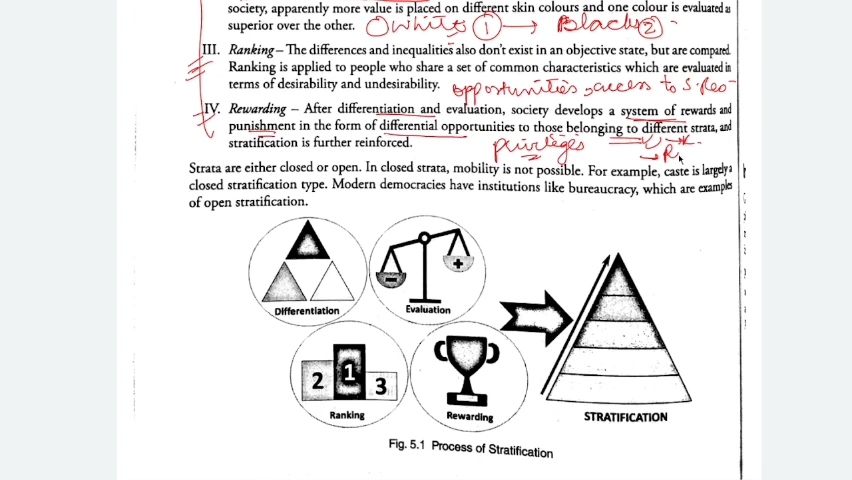 society, apparently more value is placed on different skin colours and one colour is evaluated as
superior over the other. White ① → Blacks ②
III. Ranking – The differences and inequalities also don't exist in an objective state, but are compared.
Ranking is applied to people who share a set of common characteristics which are evaluated in
terms of desirability and undesirability. opportunities, access to S. Res
IV. Rewarding – After differentiation and evaluation, society develops a system of rewards and
punishment in the form of differential opportunities to those belonging to different strata, and
stratification is further reinforced. privileges
→ R
Strata are either closed or open. In closed strata, mobility is not possible. For example, caste is largely a
closed stratification type. Modern democracies have institutions like bureaucracy, which are examples
of open stratification.
Differentiation
Evaluation
2 1 3
Ranking
Rewarding
STRATIFICATION
Fig. 5.1 Process of Stratification